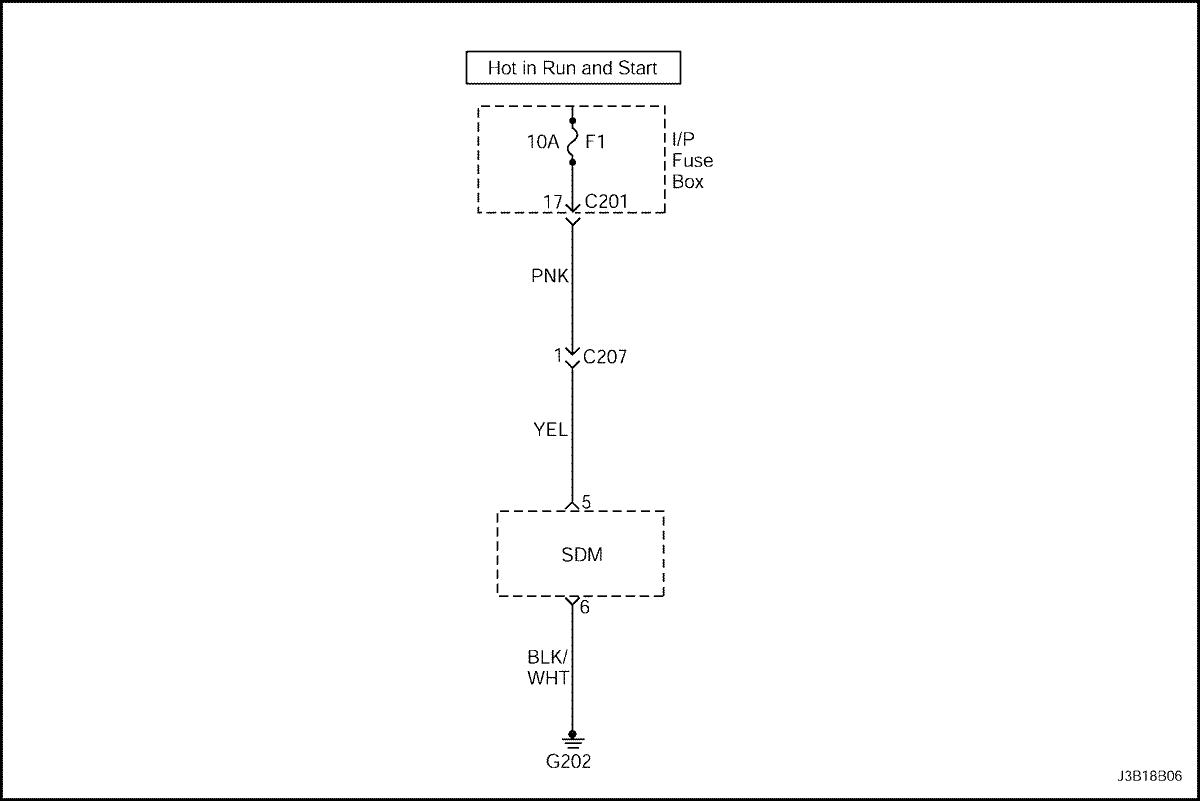 Hot in Run and Start
10A F1
I/P
Fuse
Box
17 C201
PNK
1 C207
YEL
5
SDM
6
BLK/
WHT
G202
J3B18B06